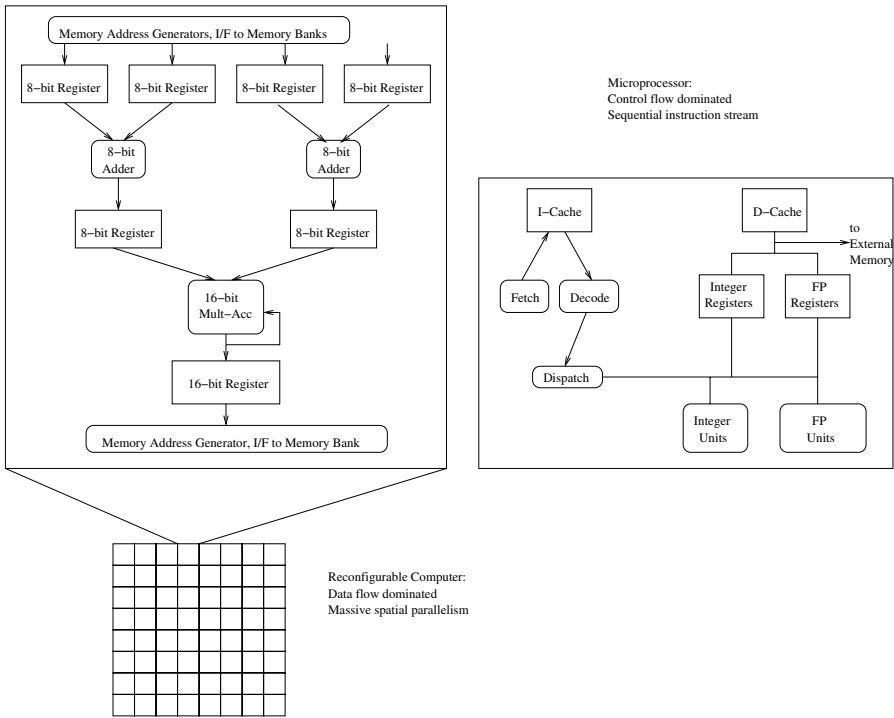 Memory Address Generators, I/F to Memory Banks
8−bit Register
8−bit Register
8−bit Register
8−bit Register
8−bit
Adder
8−bit
Adder
8−bit Register
8−bit Register
16−bit
Mult−Acc
16−bit Register
Memory Address Generator, I/F to Memory Bank
Microprocessor:
Control flow dominated
Sequential instruction stream
I−Cache
D−Cache
to
External
Memory
Fetch
Decode
Integer
Registers
FP
Registers
Dispatch
Integer
Units
FP
Units
Reconfigurable Computer:
Data flow dominated
Massive spatial parallelism